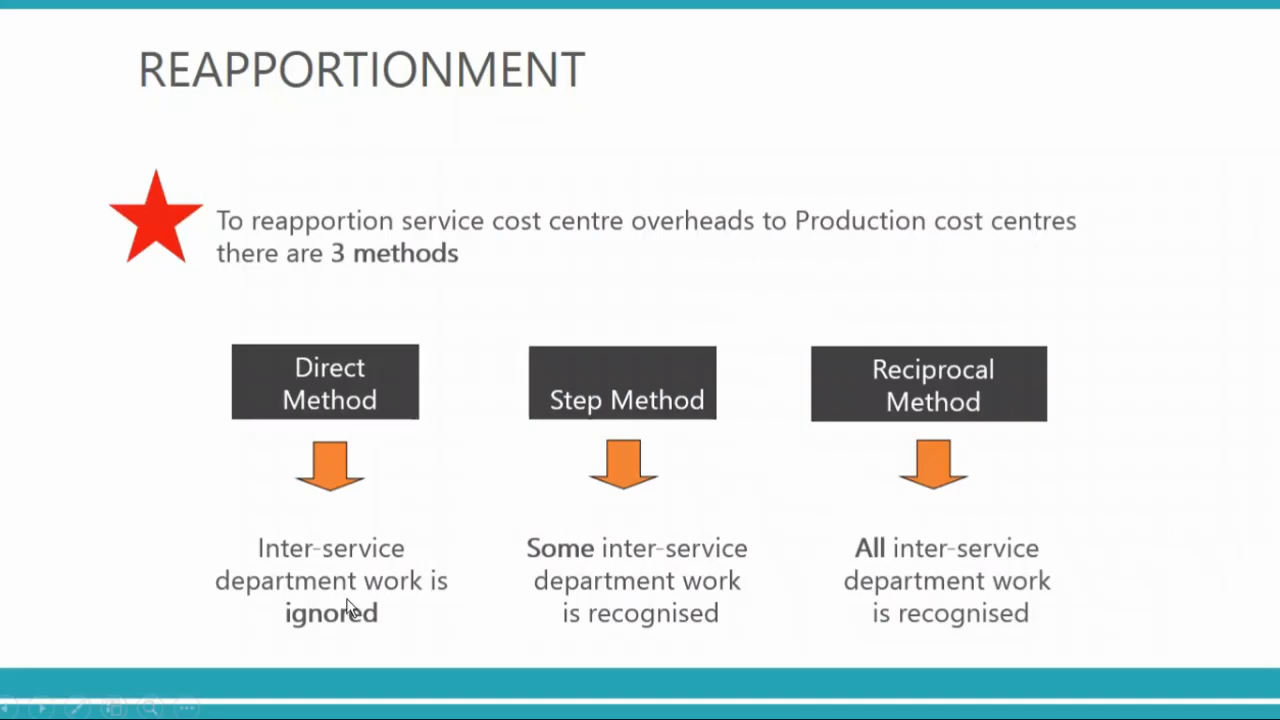 REAPPORTIONMENT
To reapportion service cost centre overheads to Production cost centres
there are 3 methods
Direct
Method
Step Method
Reciprocal
Method
Inter-service
department work is
ignored
Some inter-service
department work
is recognised
All inter-service
department work
is recognised